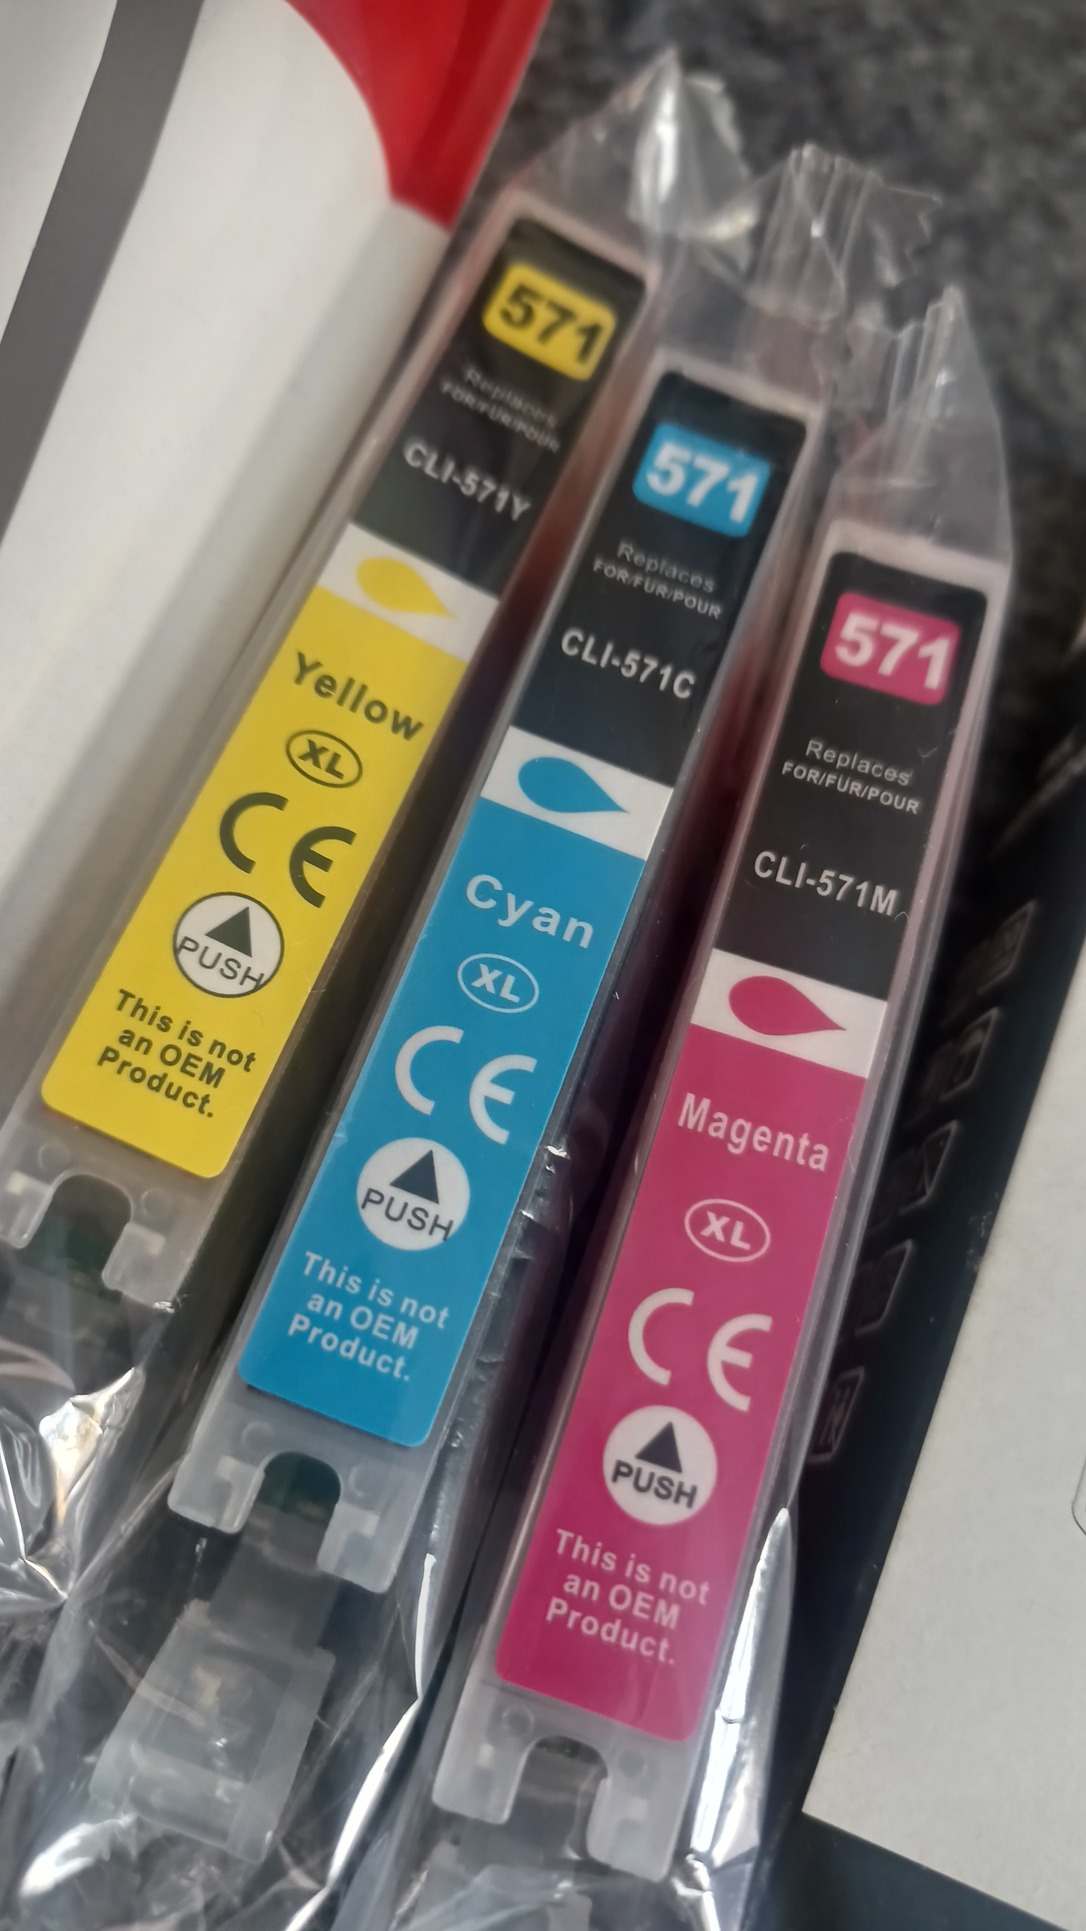 571
Replaces
FOR/FÜR/POUR
CLI-571Y
Yellow
XL
CE
PUSH
This is not
an OEM
Product.
571
Replaces
FOR/FÜR/POUR
CLI-571C
Cyan
XL
CE
PUSH
This is not
an OEM
Product.
571
Replaces
FOR/FÜR/POUR
CLI-571M
Magenta
XL
CE
PUSH
This is not
an OEM
Product.